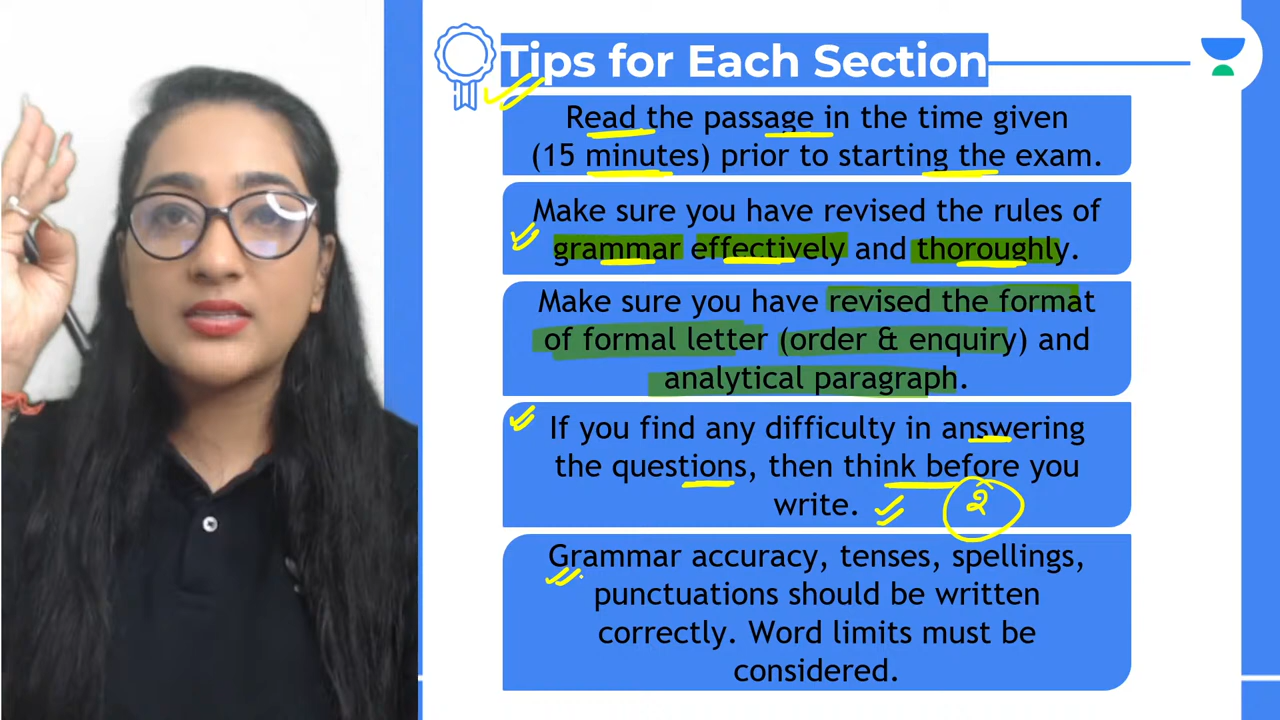 Tips for Each Section
Read the passage in the time given
(15 minutes) prior to starting the exam.
Make sure you have revised the rules of
grammar effectively and thoroughly.
Make sure you have revised the format
of formal letter (order & enquiry) and
analytical paragraph.
If you find any difficulty in answering
the questions, then think before you
write.
Grammar accuracy, tenses, spellings,
punctuations should be written
correctly. Word limits must be
considered.